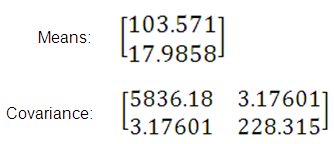 Means: [103.571]
[17.9858]
Covariance: [5836.18 3.17601]
[3.17601 228.315]